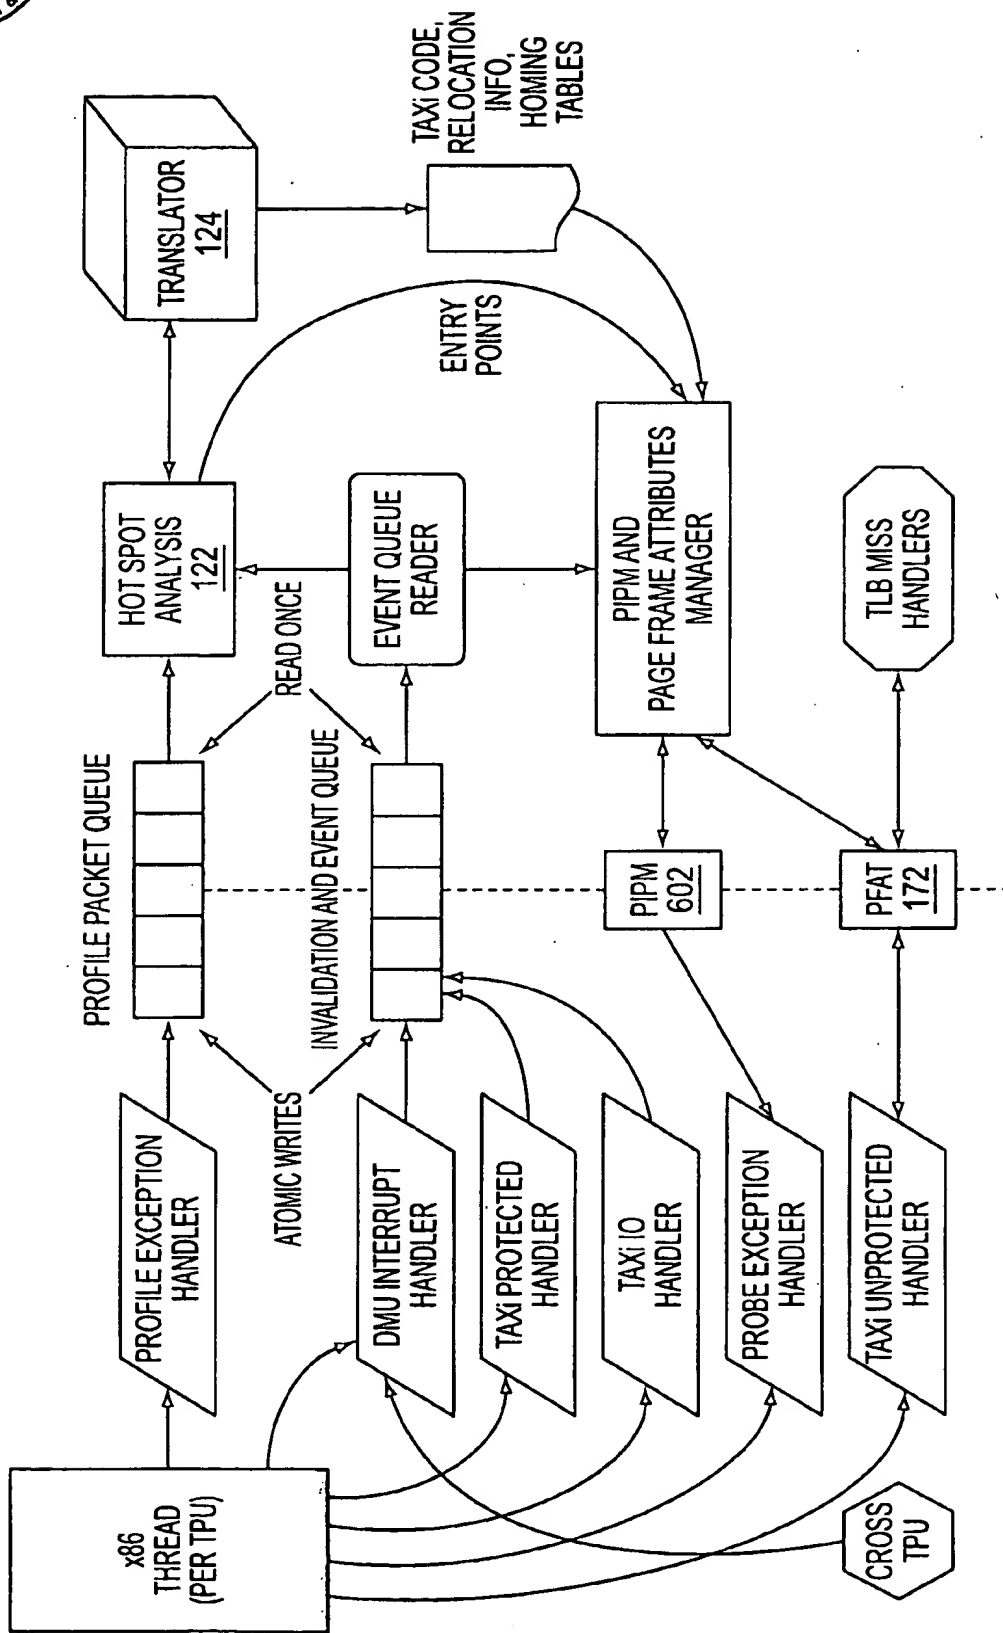 x86
THREAD
(PER TPU)
CROSS
TPU
PROFILE EXCEPTION
HANDLER
DMU INTERRUPT
HANDLER
TAXi PROTECTED
HANDLER
TAXi IO
HANDLER
PROBE EXCEPTION
HANDLER
TAXi UNPROTECTED
HANDLER
ATOMIC WRITES
PROFILE PACKET QUEUE
INVALIDATION AND EVENT QUEUE
READ ONCE
PIPM
602
PFAT
172
HOT SPOT
ANALYSIS
122
EVENT QUEUE
READER
PIPM AND
PAGE FRAME ATTRIBUTES
MANAGER
TLB MISS
HANDLERS
ENTRY
POINTS
TRANSLATOR
124
TAXi CODE,
RELOCATION
INFO,
HOMING
TABLES